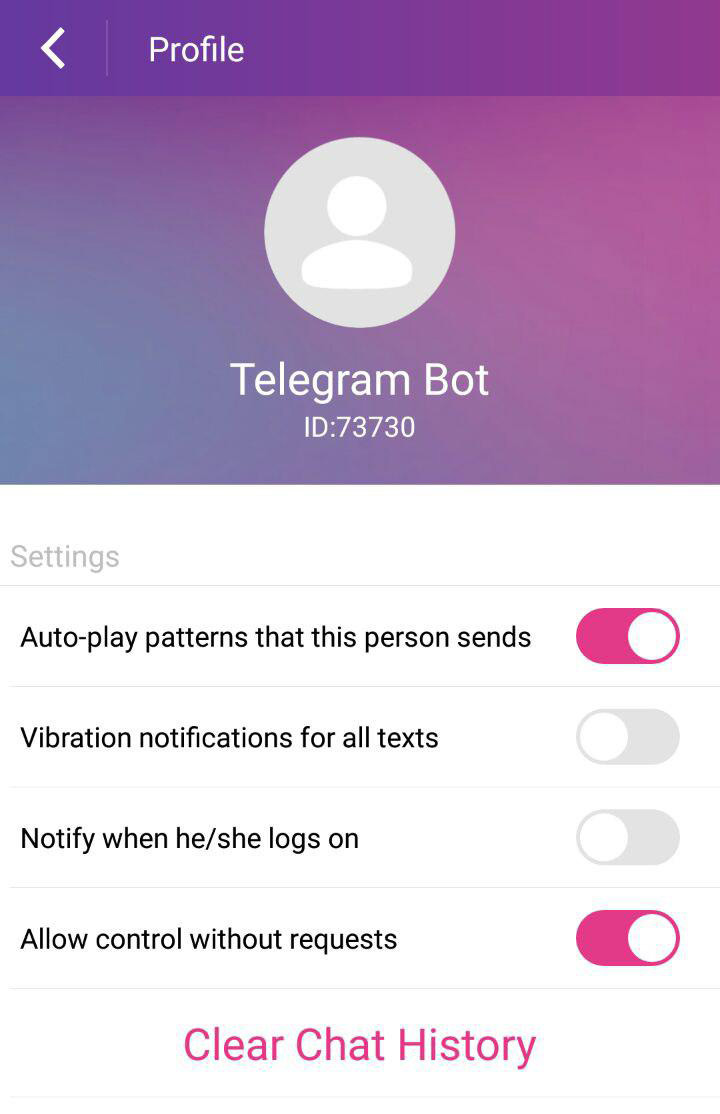 Profile
Telegram Bot
ID:73730
Settings
Auto-play patterns that this person sends
Vibration notifications for all texts
Notify when he/she logs on
Allow control without requests
Clear Chat History